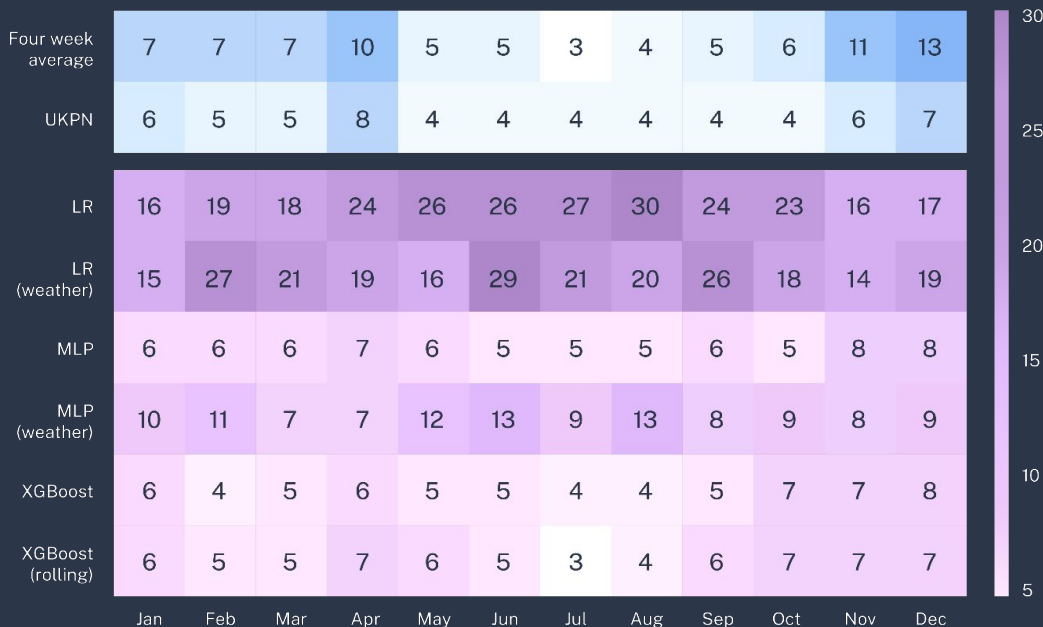 Four week
average
7 7 7 10 5 5 3 4 5 6 11 13
UKPN
6 5 5 8 4 4 4 4 4 4 6 7
LR
16 19 18 24 26 26 27 30 24 23 16 17
LR
(weather)
15 27 21 19 16 29 21 20 26 18 14 19
MLP
6 6 6 7 6 5 5 5 6 5 8 8
MLP
(weather)
10 11 7 7 12 13 9 13 8 9 8 9
XGBoost
6 4 5 6 5 5 4 4 5 7 7 8
XGBoost
(rolling)
6 5 5 7 6 5 3 4 6 7 7 7
Jan Feb Mar Apr May Jun Jul Aug Sep Oct Nov Dec
30
25
20
15
10
5